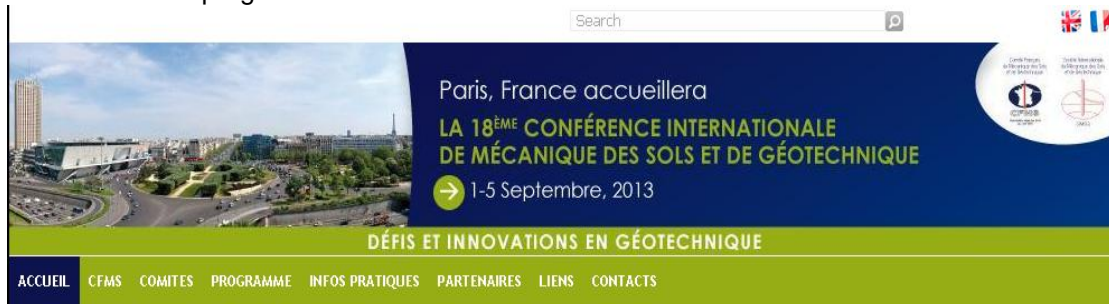 Search
Paris, France accueillera
LA 18ÈME CONFÉRENCE INTERNATIONALE
DE MÉCANIQUE DES SOLS ET DE GÉOTECHNIQUE
1-5 Septembre, 2013
CFMS
DÉFIS ET INNOVATIONS EN GÉOTECHNIQUE
ACCUEIL CFMS COMITES PROGRAMME INFOS PRATIQUES PARTENAIRES LIENS CONTACTS